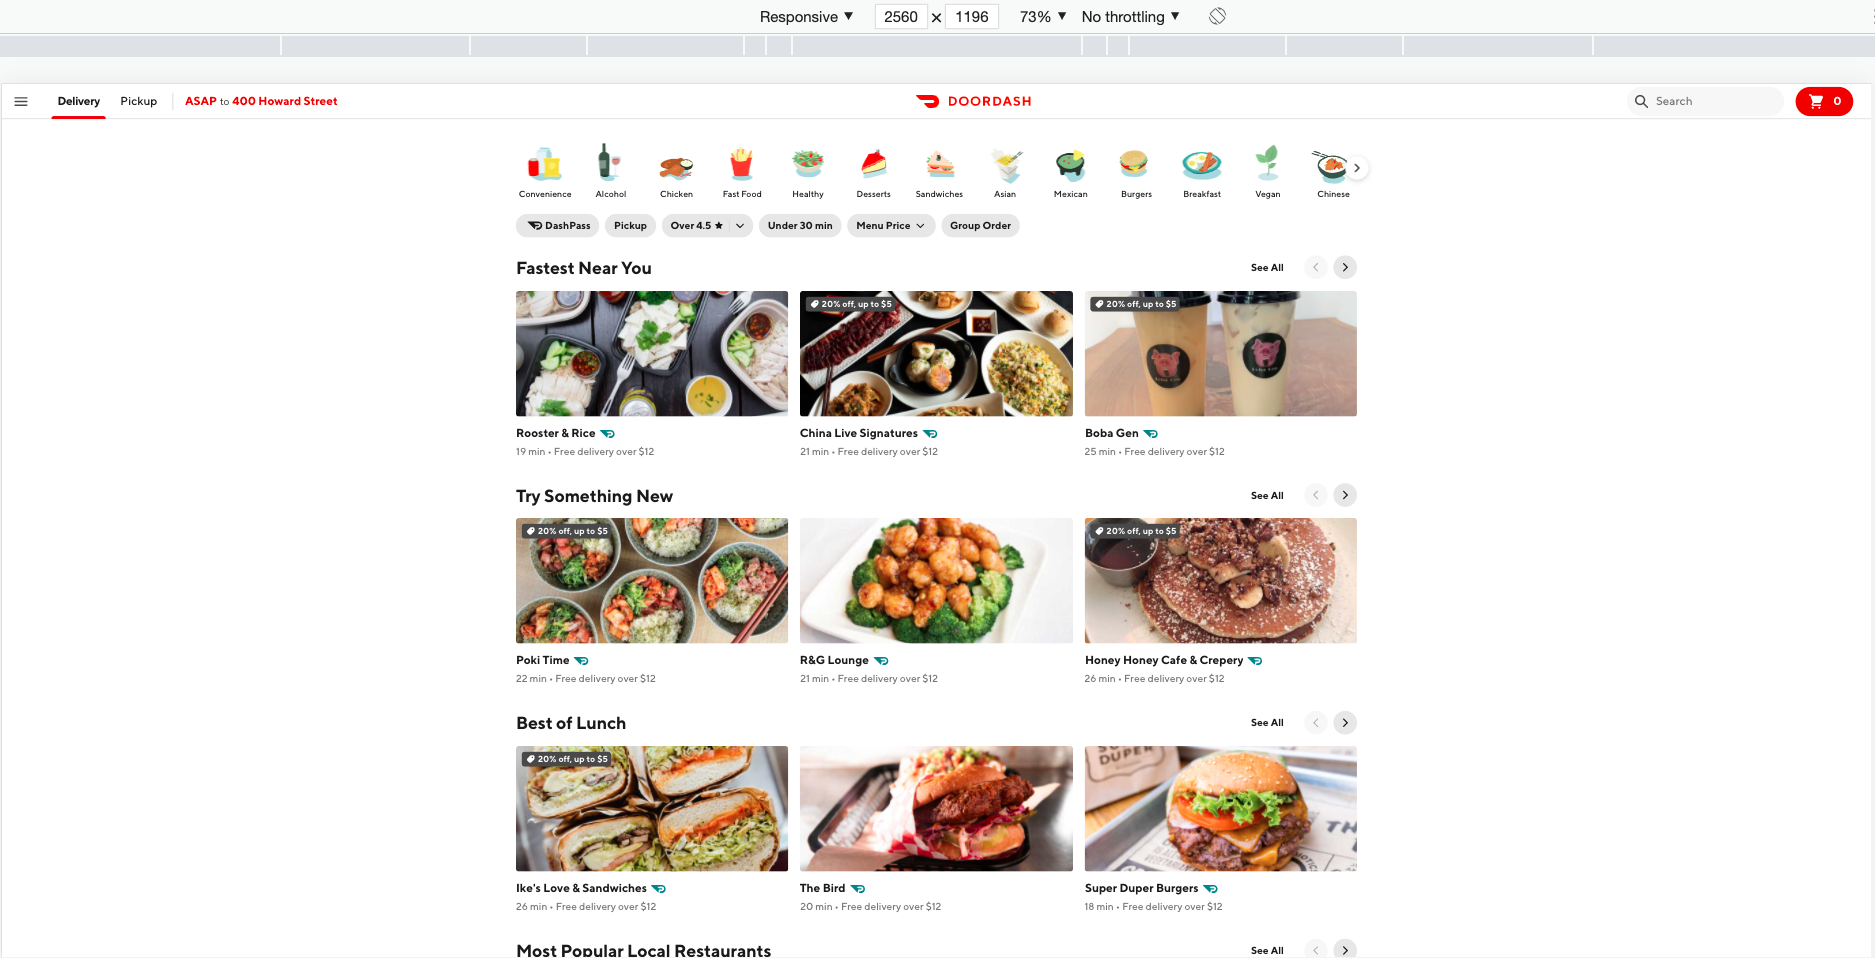 Responsive ▼ 2560 × 1196 73% ▼ No throttling ▼
Delivery Pickup ASAP to 400 Howard Street DOORDASH Search 0
Convenience Alcohol Chicken Fast Food Healthy Desserts Sandwiches Asian Mexican Burgers Breakfast Vegan Chinese
DashPass Pickup Over 4.5 ★ Under 30 min Menu Price Group Order
Fastest Near You See All
20% off, up to $5 20% off, up to $5
Rooster & Rice China Live Signatures Boba Gen
19 min • Free delivery over $12 21 min • Free delivery over $12 25 min • Free delivery over $12
Try Something New See All
20% off, up to $5 20% off, up to $5
Poki Time R&G Lounge Honey Honey Cafe & Crepery
22 min • Free delivery over $12 21 min • Free delivery over $12 26 min • Free delivery over $12
Best of Lunch See All
20% off, up to $5 DUPER
Ike's Love & Sandwiches The Bird Super Duper Burgers
26 min • Free delivery over $12 20 min • Free delivery over $12 18 min • Free delivery over $12
Most Popular Local Restaurants See All